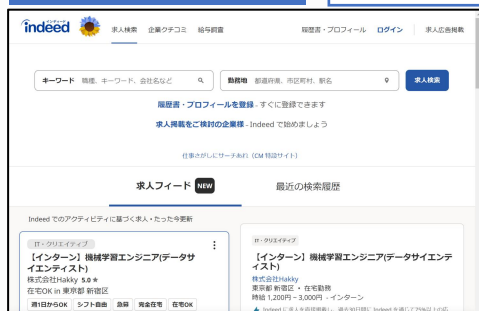 インディード
indeed
求人検索 企業クチコミ 給与調査 履歴書・プロフィール ログイン 求人広告掲載
キーワード 職種、キーワード、会社名など 勤務地 都道府県、市区町村、駅名 求人検索
履歴書・プロフィールを登録 - すぐに登録できます
求人掲載をご検討の企業様 - Indeed で始めましょう
仕事さがしにサーチあれ（CM 特設サイト）
求人フィード NEW 最近の検索履歴
Indeed でのアクティビティに基づく求人・たった今更新
IT・クリエイティブ
【インターン】機械学習エンジニア(データサイエンティスト)
株式会社Hakky 5.0 ★
在宅OK in 東京都 新宿区
週1日からOK シフト自由 急募 完全在宅 在宅OK
IT・クリエイティブ
【インターン】機械学習エンジニア(データサイエンティスト)
株式会社Hakky
東京都 新宿区 • 在宅勤務
時給 1,200円 ~ 3,000円 - インターン